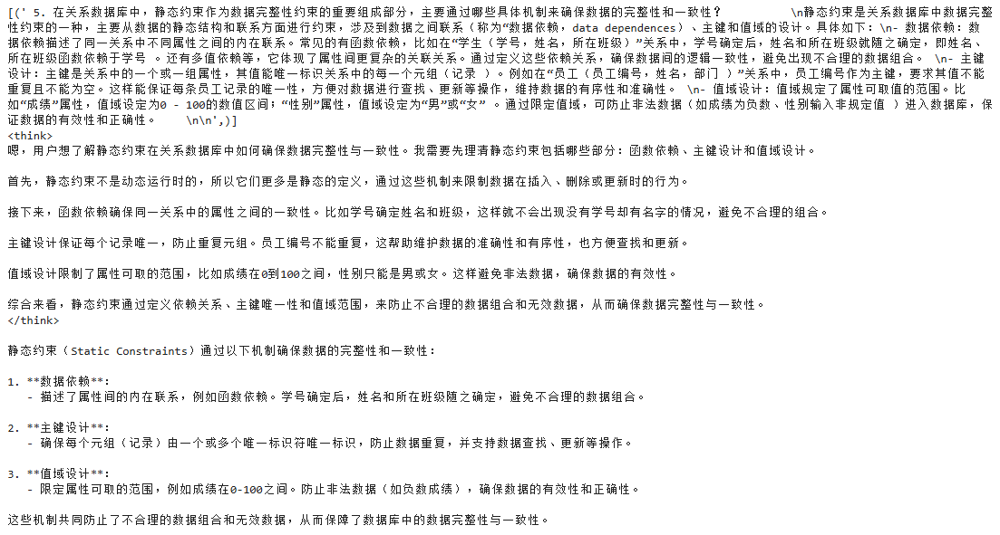 [(' 5. 在关系数据库中，静态约束作为数据完整性约束的重要组成部分，主要通过哪些具体机制来确保数据的完整性和一致性？ \n静态约束是关系数据库中数据完整
性约束的一种，主要从数据的静态结构和联系方面进行约束，涉及到数据之间联系（称为“数据依赖，data dependences）、主键和值域的设计。具体如下：\n- 数据依赖：数
据依赖描述了同一关系中不同属性之间的内在联系。常见的有函数依赖，比如在“学生（学号，姓名，所在班级）”关系中，学号确定后，姓名和所在班级就随之确定，即姓名、
所在班级函数依赖于学号 。还有多值依赖等，它体现了属性间更复杂的关联关系。通过定义这些依赖关系，确保数据间的逻辑一致性，避免出现不合理的数据组合。 \n- 主键
设计：主键是关系中的一个或一组属性，其值能唯一标识关系中的每一个元组（记录 ）。例如在“员工（员工编号，姓名，部门 ）”关系中，员工编号作为主键，要求其值不能
重复且不能为空。这样能保证每条员工记录的唯一性，方便对数据进行查找、更新等操作，维持数据的有序性和准确性。 \n- 值域设计：值域规定了属性可取值的范围。比
如“成绩”属性，值域设定为0 - 100的数值区间；“性别”属性，值域设定为“男”或“女” 。通过限定值域，可防止非法数据（如成绩为负数、性别输入非规定值 ）进入数据库，保
证数据的有效性和正确性。 \n\n',)]
<think>
嗯，用户想了解静态约束在关系数据库中如何确保数据完整性与一致性。我需要先理清静态约束包括哪些部分：函数依赖、主键设计和值域设计。
首先，静态约束不是动态运行时的，所以它们更多是静态的定义，通过这些机制来限制数据在插入、删除或更新时的行为。
接下来，函数依赖确保同一关系中的属性之间的一致性。比如学号确定姓名和班级，这样就不会出现没有学号却有名字的情况，避免不合理的组合。
主键设计保证每个记录唯一，防止重复元组。员工编号不能重复，这帮助维护数据的准确性和有序性，也方便查找和更新。
值域设计限制了属性可取的范围，比如成绩在0到100之间，性别只能是男或女。这样避免非法数据，确保数据的有效性。
综合来看，静态约束通过定义依赖关系、主键唯一性和值域范围，来防止不合理的数据组合和无效数据，从而确保数据完整性与一致性。
</think>
静态约束（Static Constraints）通过以下机制确保数据的完整性和一致性：
1. **数据依赖**：
- 描述了属性间的内在联系，例如函数依赖。学号确定后，姓名和所在班级随之确定，避免不合理的数据组合。
2. **主键设计**：
- 确保每个元组（记录）由一个或多个唯一标识符唯一标识，防止数据重复，并支持数据查找、更新等操作。
3. **值域设计**：
- 限定属性可取的范围，例如成绩在0-100之间。防止非法数据（如负数成绩），确保数据的有效性和正确性。
这些机制共同防止了不合理的数据组合和无效数据，从而保障了数据库中的数据完整性与一致性。